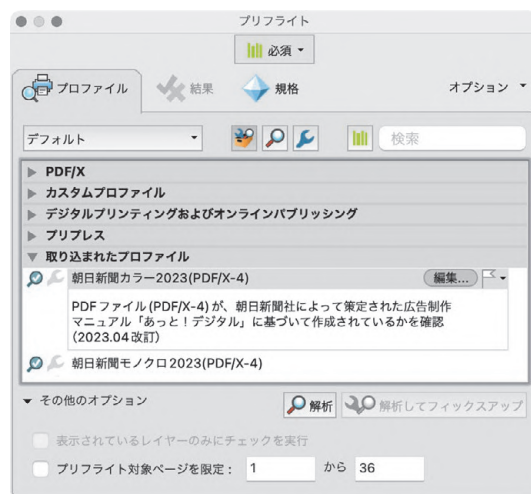 プリフライト
必須
プロファイル
結果
規格
オプション
デフォルト
検索
PDF/X
カスタムプロファイル
デジタルプリンティングおよびオンラインパブリッシング
プリプレス
取り込まれたプロファイル
朝日新聞カラー2023(PDF/X-4)
編集...
PDFファイル(PDF/X-4)が、朝日新聞社によって策定された広告制作
マニュアル「あっと!デジタル」に基づいて作成されているかを確認
(2023.04改訂)
朝日新聞モノクロ2023(PDF/X-4)
その他のオプション
解析
解析してフィックスアップ
表示されているレイヤーのみにチェックを実行
プリフライト対象ページを限定: 1 から 36